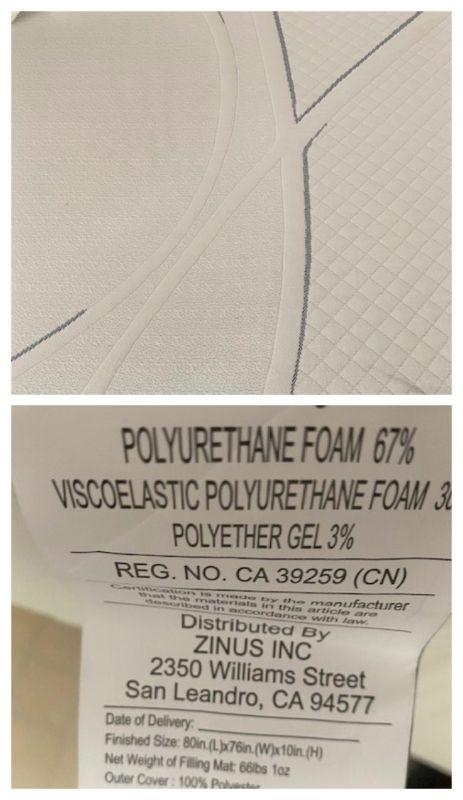 POLYURETHANE FOAM 67%
VISCOELASTIC POLYURETHANE FOAM
POLYETHER GEL 3%
REG. NO. CA 39259 (CN)
Certification is made by the manufacturer
that the materials in this article are
described in accordance with law.
Distributed By
ZINUS INC
2350 Williams Street
San Leandro, CA 94577
Date of Delivery:
Finished Size: 80in.(L)x76in.(W)x10in.(H)
Net Weight of Filling Mat: 66lbs 1oz
Outer Cover : 100% Polyester